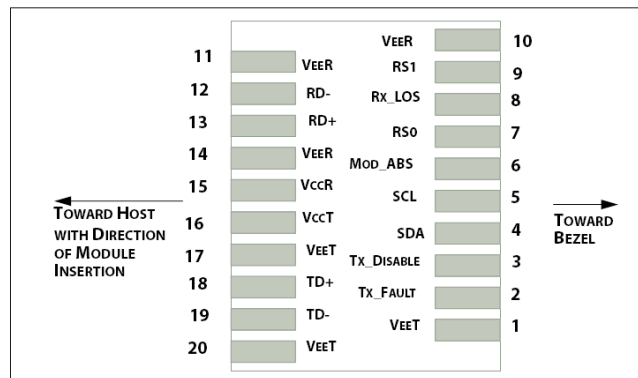 11 VEER
12 RD-
13 RD+
14 VEER
15 VCCR
16 VCCT
17 VEET
18 TD+
19 TD-
20 VEET
VEER 10
RS1 9
RX_LOS 8
RS0 7
MOD_ABS 6
SCL 5
SDA 4
TX_DISABLE 3
TX_FAULT 2
VEET 1
TOWARD HOST
WITH DIRECTION
OF MODULE
INSERTION
TOWARD
BEZEL